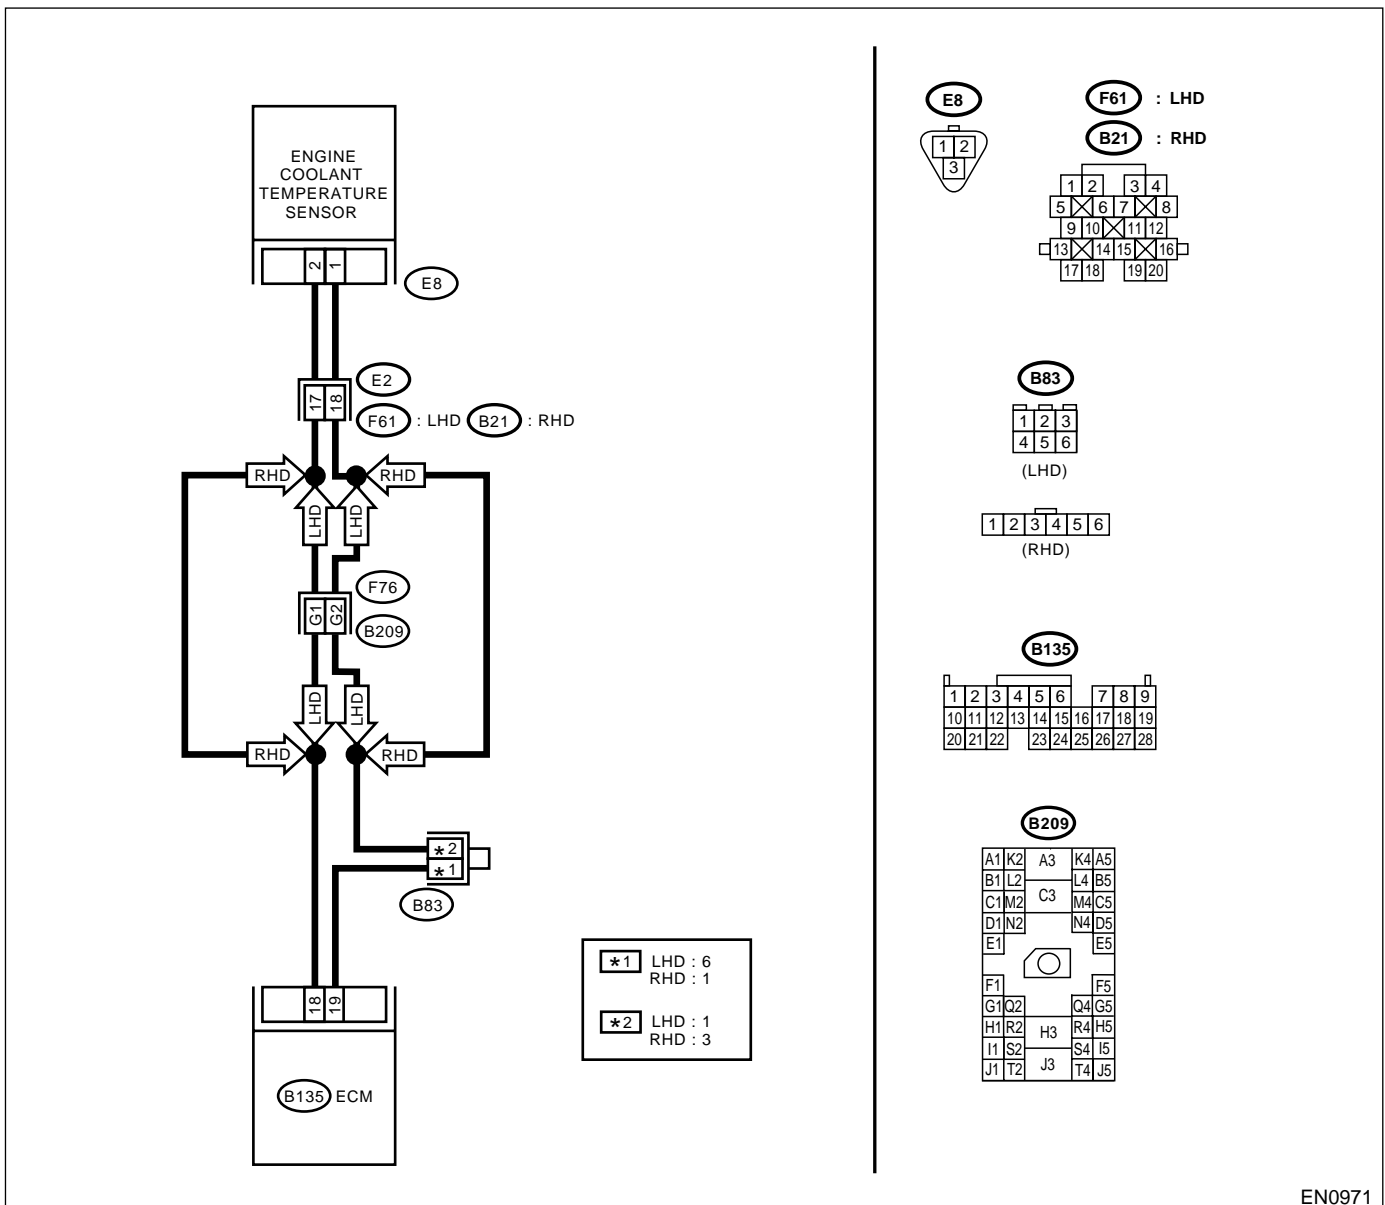 ENGINE
COOLANT
TEMPERATURE
SENSOR
2 1
E8
E2
17 18
F61 : LHD B21 : RHD
RHD RHD
LHD LHD
F76
G1 G2
B209
LHD LHD
RHD RHD
*2
*1
B83
18 19
B135 ECM
*1 LHD : 6
RHD : 1
*2 LHD : 1
RHD : 3
E8
1 2
3
F61 : LHD
B21 : RHD
1 2 3 4
5 6 7 8
9 10 11 12
13 14 15 16
17 18 19 20
B83
1 2 3
4 5 6
(LHD)
1 2 3 4 5 6
(RHD)
B135
1 2 3 4 5 6 7 8 9
10 11 12 13 14 15 16 17 18 19
20 21 22 23 24 25 26 27 28
B209
A1 K2 A3 K4 A5
B1 L2 L4 B5
C1 M2 C3 M4 C5
D1 N2 N4 D5
E1 E5
F1 F5
G1 Q2 Q4 G5
H1 R2 H3 R4 H5
I1 S2 S4 I5
J1 T2 J3 T4 J5
EN0971